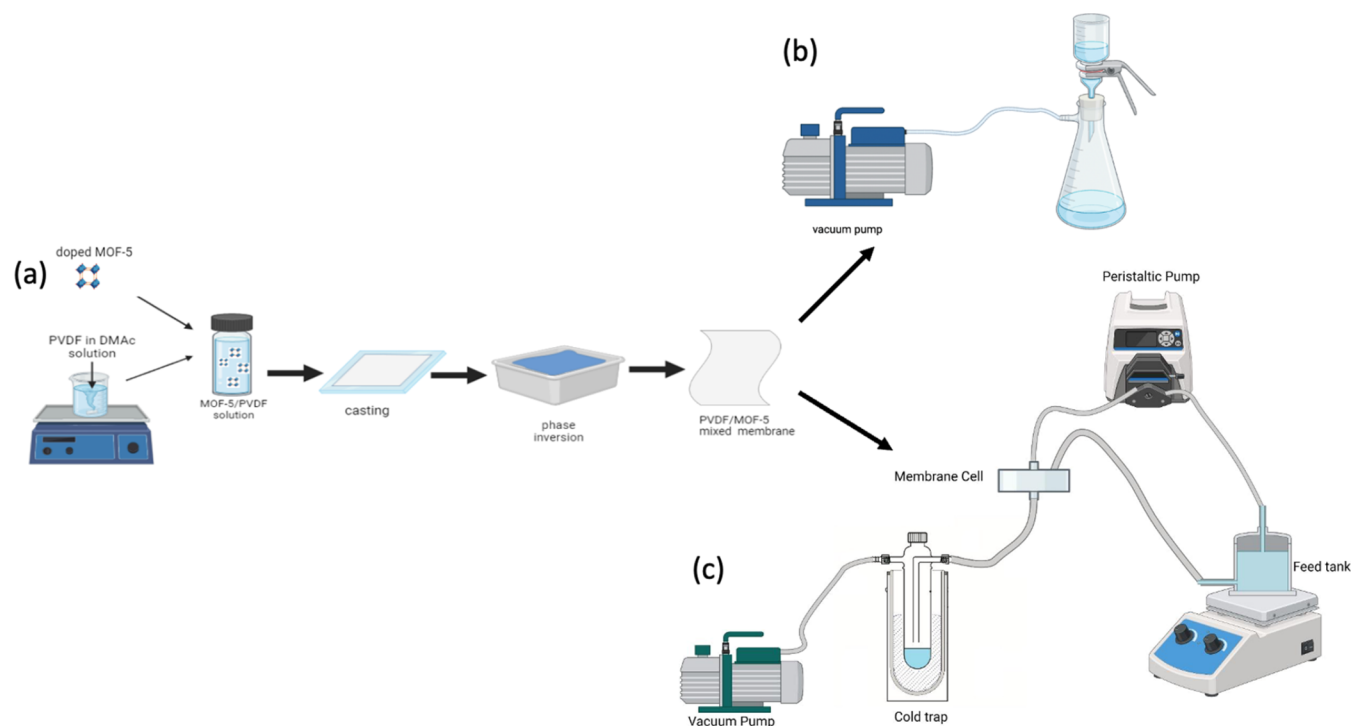 (b)
vacuum pump
doped MOF-5
(a)
PVDF in DMAc
solution
MOF-5/PVDF
solution
casting
phase
inversion
PVDF/MOF-5
mixed membrane
Peristaltic Pump
Membrane Cell
Feed tank
(c)
Vacuum Pump
Cold trap